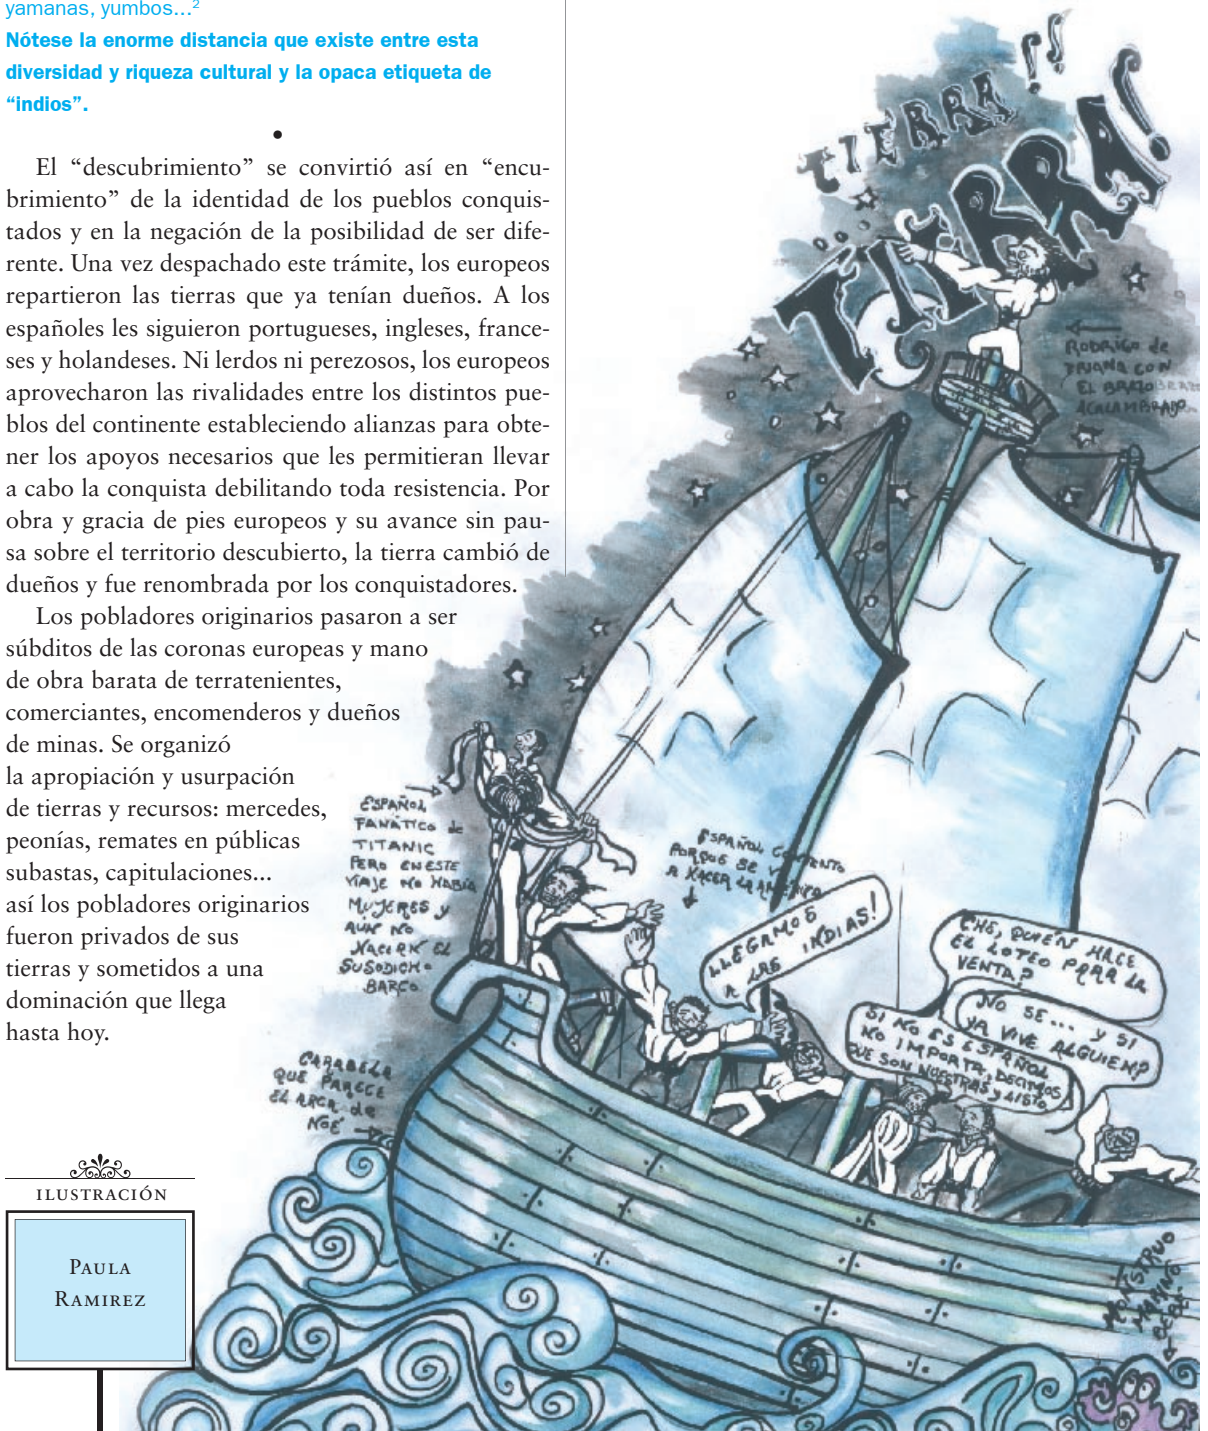 yamanas, yumbos...²
Nótese la enorme distancia que existe entre esta
diversidad y riqueza cultural y la opaca etiqueta de
“indios”.
•
El “descubrimiento” se convirtió así en “encu-
brimiento” de la identidad de los pueblos conquis-
tados y en la negación de la posibilidad de ser dife-
rente. Una vez despachado este trámite, los europeos
repartieron las tierras que ya tenían dueños. A los
españoles les siguieron portugueses, ingleses, france-
ses y holandeses. Ni lerdos ni perezosos, los europeos
aprovecharon las rivalidades entre los distintos pue-
blos del continente estableciendo alianzas para obte-
ner los apoyos necesarios que les permitieran llevar
a cabo la conquista debilitando toda resistencia. Por
obra y gracia de pies europeos y su avance sin pau-
sa sobre el territorio descubierto, la tierra cambió de
dueños y fue renombrada por los conquistadores.
Los pobladores originarios pasaron a ser
súbditos de las coronas europeas y mano
de obra barata de terratenientes,
comerciantes, encomenderos y dueños
de minas. Se organizó
la apropiación y usurpación
de tierras y recursos: mercedes,
peonías, remates en públicas
subastas, capitulaciones...
así los pobladores originarios
fueron privados de sus
tierras y sometidos a una
dominación que llega
hasta hoy.
ILUSTRACIÓN
PAULA
RAMIREZ
TIERRA!!
TIERRA!
RODRIGO de
TRIANA CON
EL BRAZO
ACALAMBRADO
ESPAÑOL
FANÁTICO de
TITANIC
PERO EN ESTE
VIAJE NO HABÍA
MUJERES y
AÚN NO
HACIAN EL
SUSODICHO
BARCO
ESPAÑOL CONTENTO
PORQUE SE VA
A HACER LA AMÉRICA
LLEGAMOS
A LAS INDIAS!
CHE, QUIÉN HACE
EL LOTEO PARA LA
VENTA?
NO SE... Y SI
YA VIVE ALGUIEN?
SI NO ES ESPAÑOL
NO IMPORTA, DECIMOS
QUE SON NUESTRAS y LISTO
CARABELA
QUE PARECE
EL ARCA de
NOÉ
MONSTRUO
MARINO